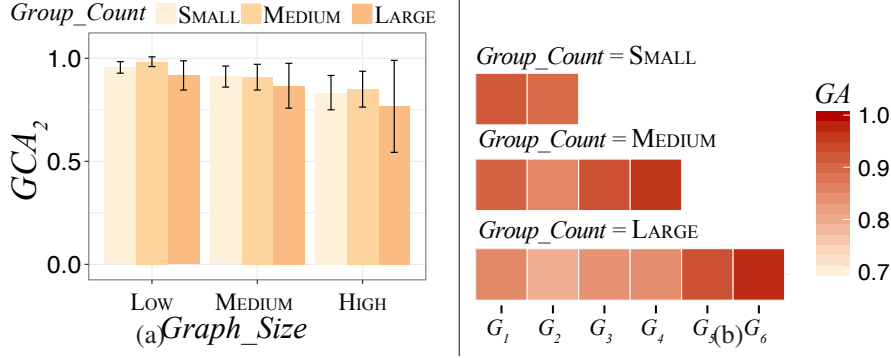 Group_Count SMALL MEDIUM LARGE
1.0
0.5
0.0
GCA₂
LOW MEDIUM HIGH
(a) Graph_Size
Group_Count = SMALL
Group_Count = MEDIUM
Group_Count = LARGE
G₁ G₂ G₃ G₄ G₅ (b) G₆
GA
1.0
0.9
0.8
0.7